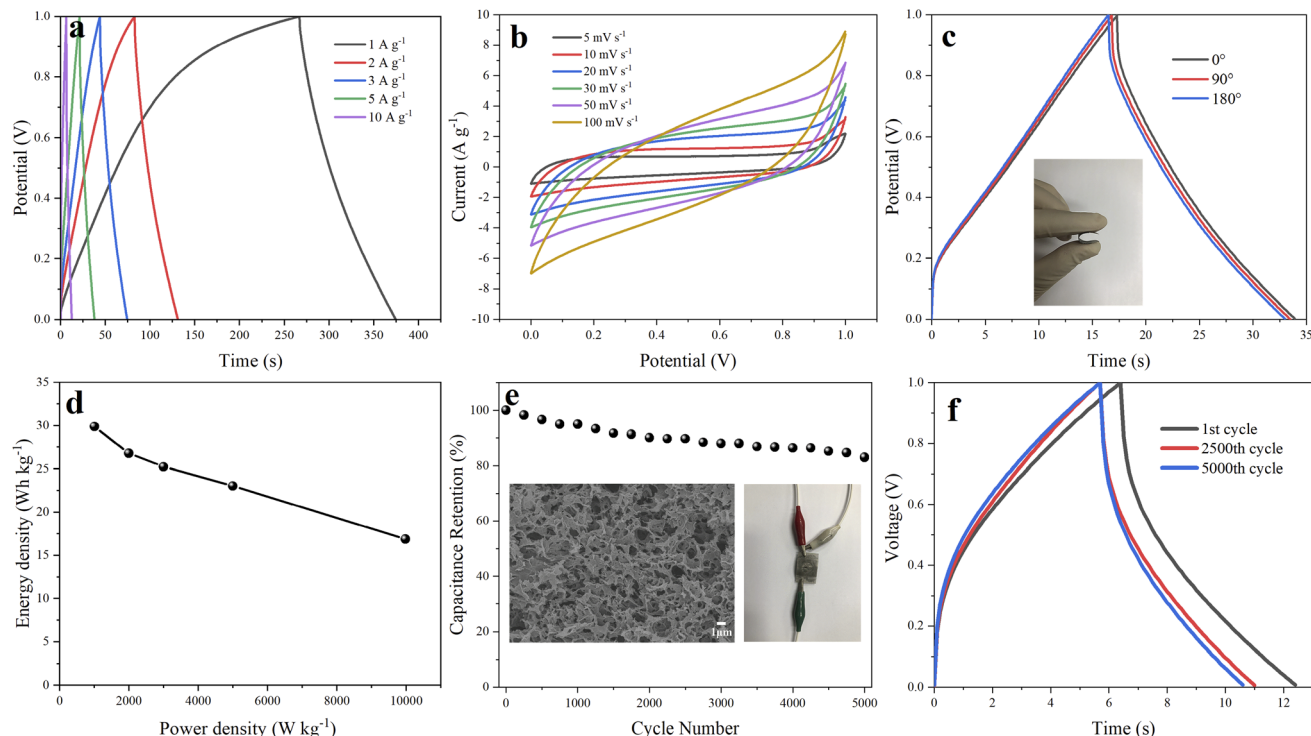 a
1 A g⁻¹
2 A g⁻¹
3 A g⁻¹
5 A g⁻¹
10 A g⁻¹
1.0
0.8
0.6
0.4
0.2
0.0
Potential (V)
0 50 100 150 200 250 300 350 400
Time (s)
b
5 mV s⁻¹
10 mV s⁻¹
20 mV s⁻¹
30 mV s⁻¹
50 mV s⁻¹
100 mV s⁻¹
10
8
6
4
2
0
-2
-4
-6
-8
-10
Current (A g⁻¹)
0.0 0.2 0.4 0.6 0.8 1.0
Potential (V)
c
0°
90°
180°
1.0
0.8
0.6
0.4
0.2
0.0
Potential (V)
0 5 10 15 20 25 30 35
Time (s)
d
35
30
25
20
15
10
5
0
Energy density (Wh kg⁻¹)
0 2000 4000 6000 8000 10000
Power density (W kg⁻¹)
e
100
80
60
40
20
0
Capacitance Retention (%)
1μm
0 1000 2000 3000 4000 5000
Cycle Number
f
1st cycle
2500th cycle
5000th cycle
1.0
0.8
0.6
0.4
0.2
0.0
Voltage (V)
0 2 4 6 8 10 12
Time (s)